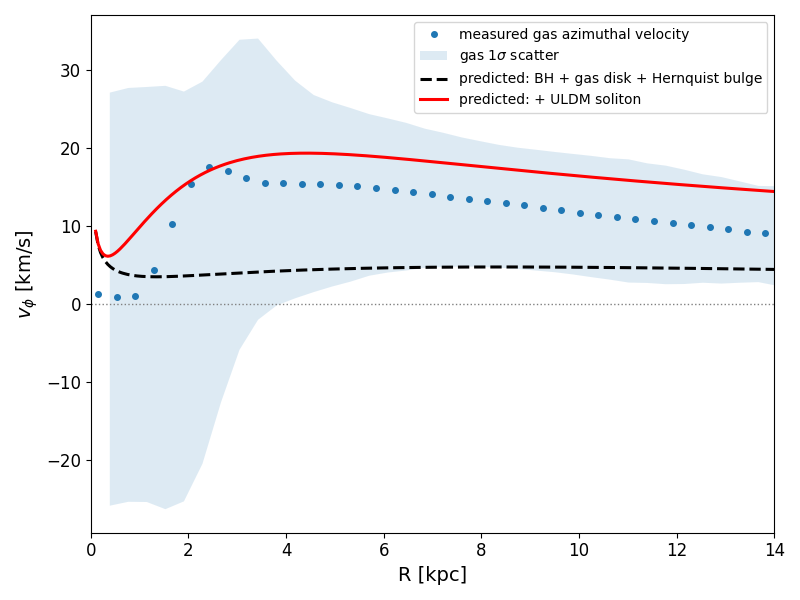 measured gas azimuthal velocity
gas 1σ scatter
predicted: BH + gas disk + Hernquist bulge
predicted: + ULDM soliton
30
20
10
0
−10
−20
v_ϕ [km/s]
0 2 4 6 8 10 12 14
R [kpc]